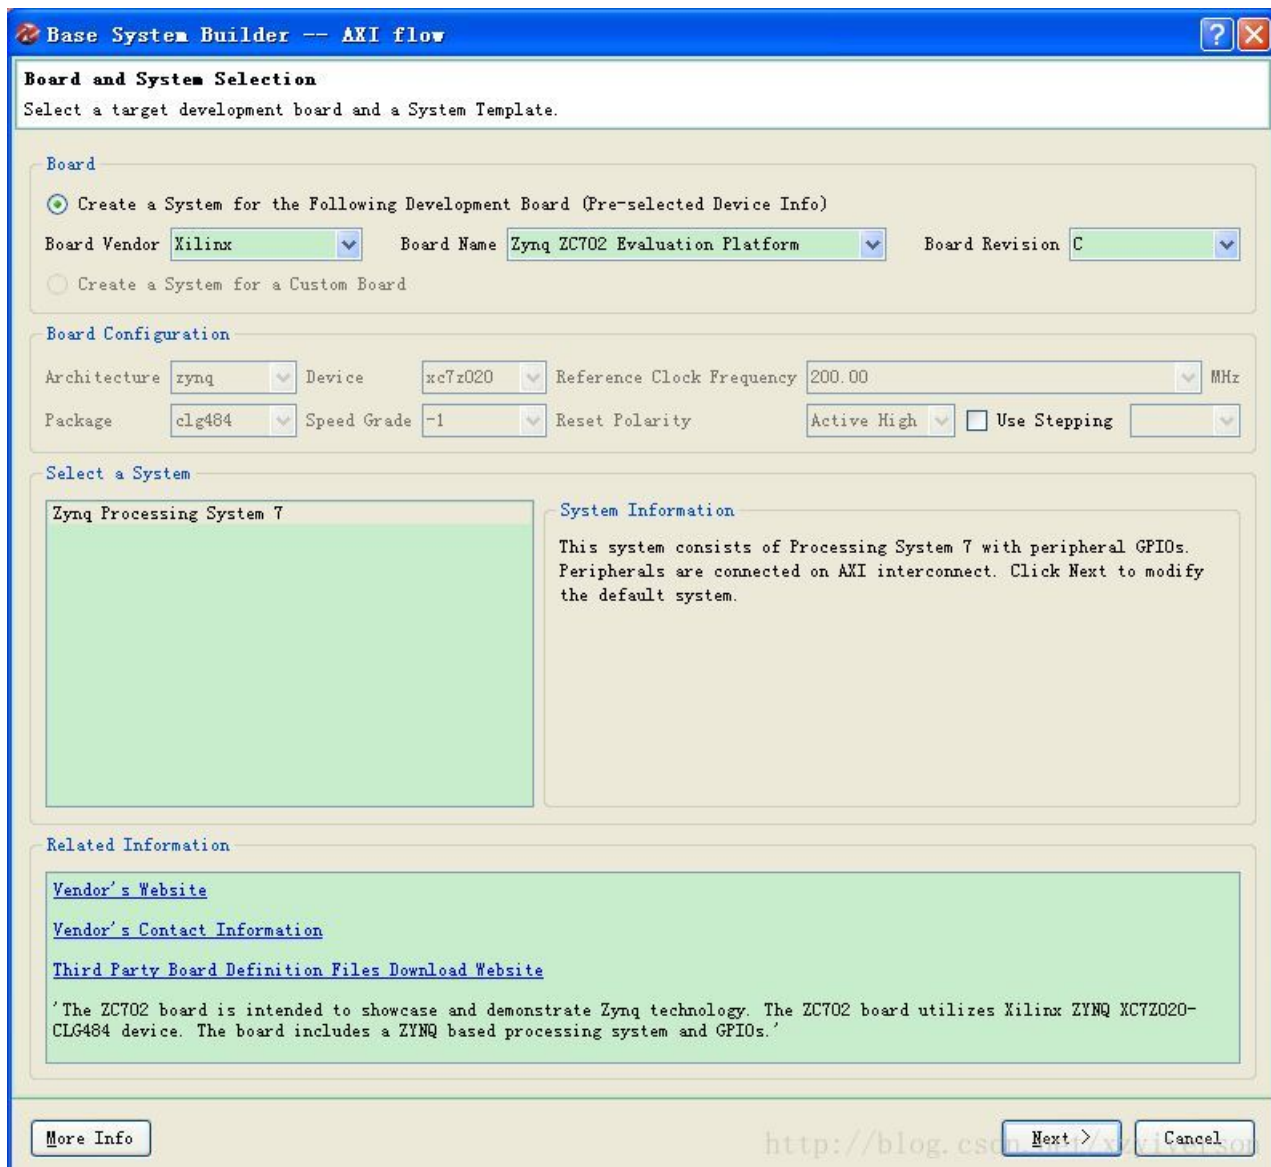 Base System Builder -- AXI flow
Board and System Selection
Select a target development board and a System Template.
Board
Create a System for the Following Development Board (Pre-selected Device Info)
Board Vendor Xilinx Board Name Zynq ZC702 Evaluation Platform Board Revision C
Create a System for a Custom Board
Board Configuration
Architecture zynq Device xc7z020 Reference Clock Frequency 200.00 MHz
Package clg484 Speed Grade -1 Reset Polarity Active High Use Stepping
Select a System
Zynq Processing System 7
System Information
This system consists of Processing System 7 with peripheral GPIOs.
Peripherals are connected on AXI interconnect. Click Next to modify
the default system.
Related Information
Vendor's Website
Vendor's Contact Information
Third Party Board Definition Files Download Website
'The ZC702 board is intended to showcase and demonstrate Zynq technology. The ZC702 board utilizes Xilinx ZYNQ XC7Z020-
CLG484 device. The board includes a ZYNQ based processing system and GPIOs.'
More Info Next > Cancel